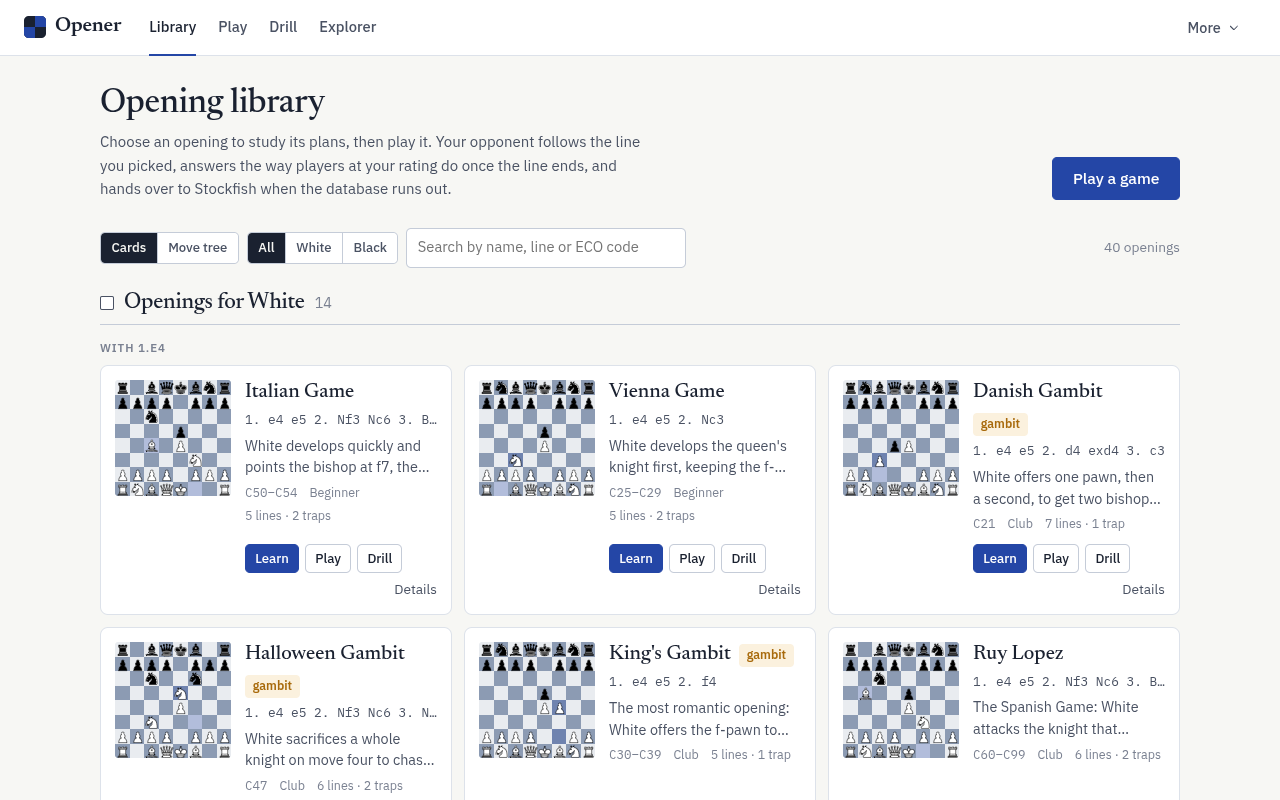 Opener
Library
Play
Drill
Explorer
More
Opening library
Choose an opening to study its plans, then play it. Your opponent follows the line
you picked, answers the way players at your rating do once the line ends, and
hands over to Stockfish when the database runs out.
Play a game
Cards
Move tree
All
White
Black
Search by name, line or ECO code
40 openings
Openings for White 14
WITH 1.E4
Italian Game
1. e4 e5 2. Nf3 Nc6 3. B…
White develops quickly and
points the bishop at f7, the…
C50–C54 Beginner
5 lines · 2 traps
Learn
Play
Drill
Details
Vienna Game
1. e4 e5 2. Nc3
White develops the queen's
knight first, keeping the f-…
C25–C29 Beginner
5 lines · 2 traps
Learn
Play
Drill
Details
Danish Gambit
gambit
1. e4 e5 2. d4 exd4 3. c3
White offers one pawn, then
a second, to get two bishop…
C21 Club 7 lines · 1 trap
Learn
Play
Drill
Details
Halloween Gambit
gambit
1. e4 e5 2. Nf3 Nc6 3. N…
White sacrifices a whole
knight on move four to chas…
C47 Club 6 lines · 2 traps
King's Gambit gambit
1. e4 e5 2. f4
The most romantic opening:
White offers the f-pawn to…
C30–C39 Club 5 lines · 1 trap
Ruy Lopez
1. e4 e5 2. Nf3 Nc6 3. B…
The Spanish Game: White
attacks the knight that…
C60–C99 Club 6 lines · 2 traps